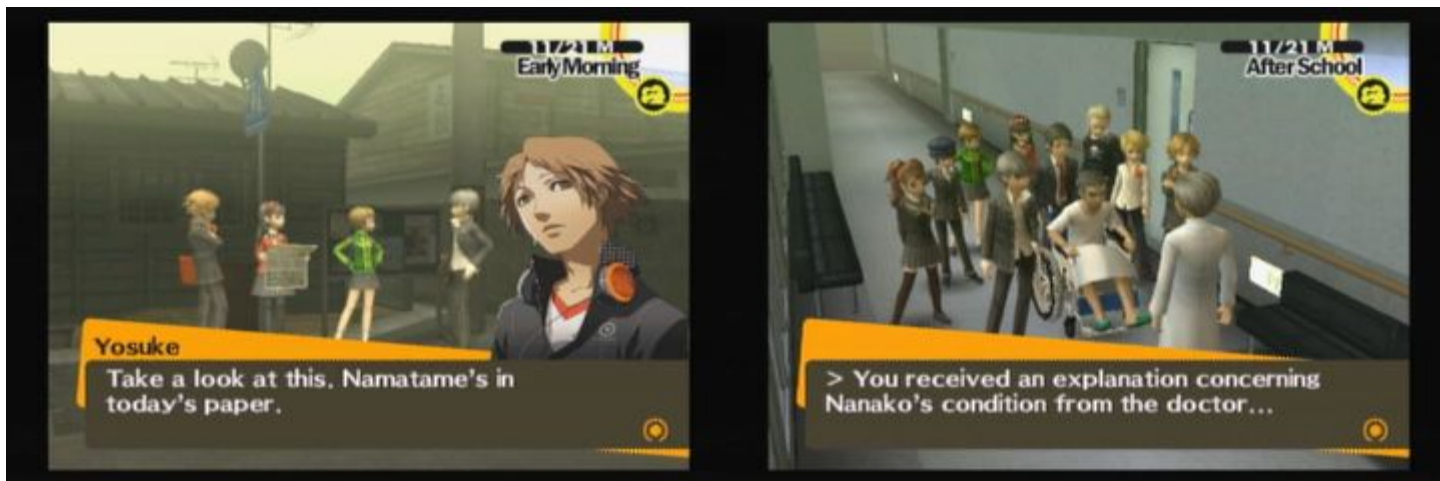 11/21 M
Early Morning
Yosuke
Take a look at this, Namatame's in
today's paper.
11/21 M
After School
> You received an explanation concerning
Nanako's condition from the doctor...